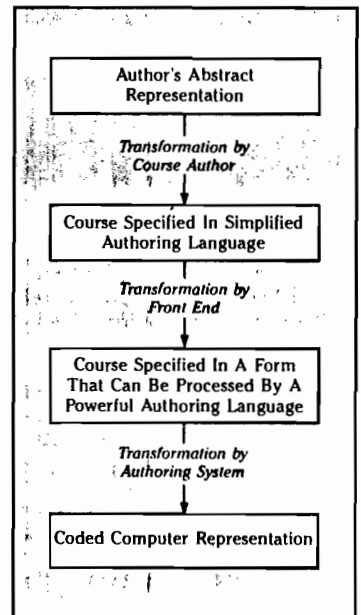 Author's Abstract
Representation
Transformation by
Course Author
Course Specified In Simplified
Authoring Language
Transformation by
Front End
Course Specified In A Form
That Can Be Processed By A
Powerful Authoring Language
Transformation by
Authoring System
Coded Computer Representation